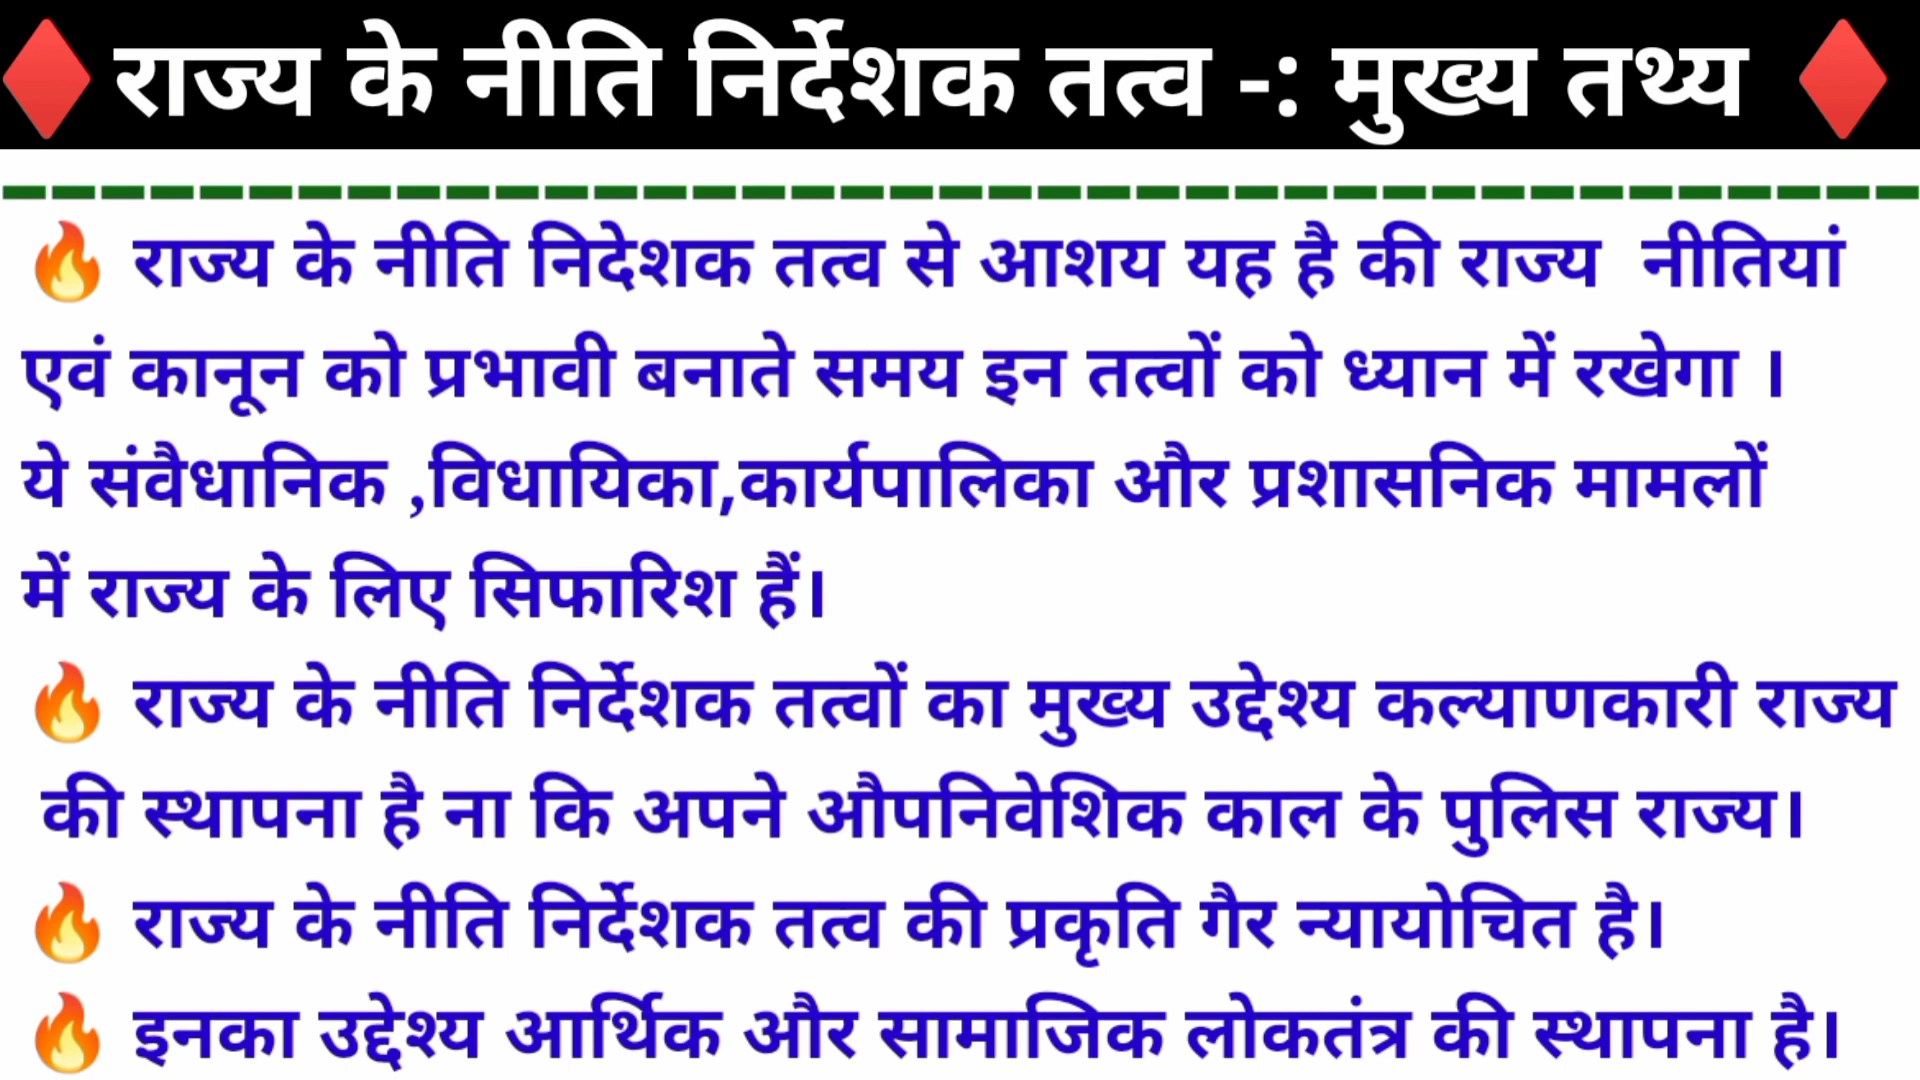 ♦️ राज्य के नीति निर्देशक तत्व -: मुख्य तथ्य ♦️
🔥 राज्य के नीति निदेशक तत्व से आशय यह है की राज्य नीतियां
एवं कानून को प्रभावी बनाते समय इन तत्वों को ध्यान में रखेगा ।
ये संवैधानिक ,विधायिका,कार्यपालिका और प्रशासनिक मामलों
में राज्य के लिए सिफारिश हैं।
🔥 राज्य के नीति निर्देशक तत्वों का मुख्य उद्देश्य कल्याणकारी राज्य
की स्थापना है ना कि अपने औपनिवेशिक काल के पुलिस राज्य।
🔥 राज्य के नीति निर्देशक तत्व की प्रकृति गैर न्यायोचित है।
🔥 इनका उद्देश्य आर्थिक और सामाजिक लोकतंत्र की स्थापना है।